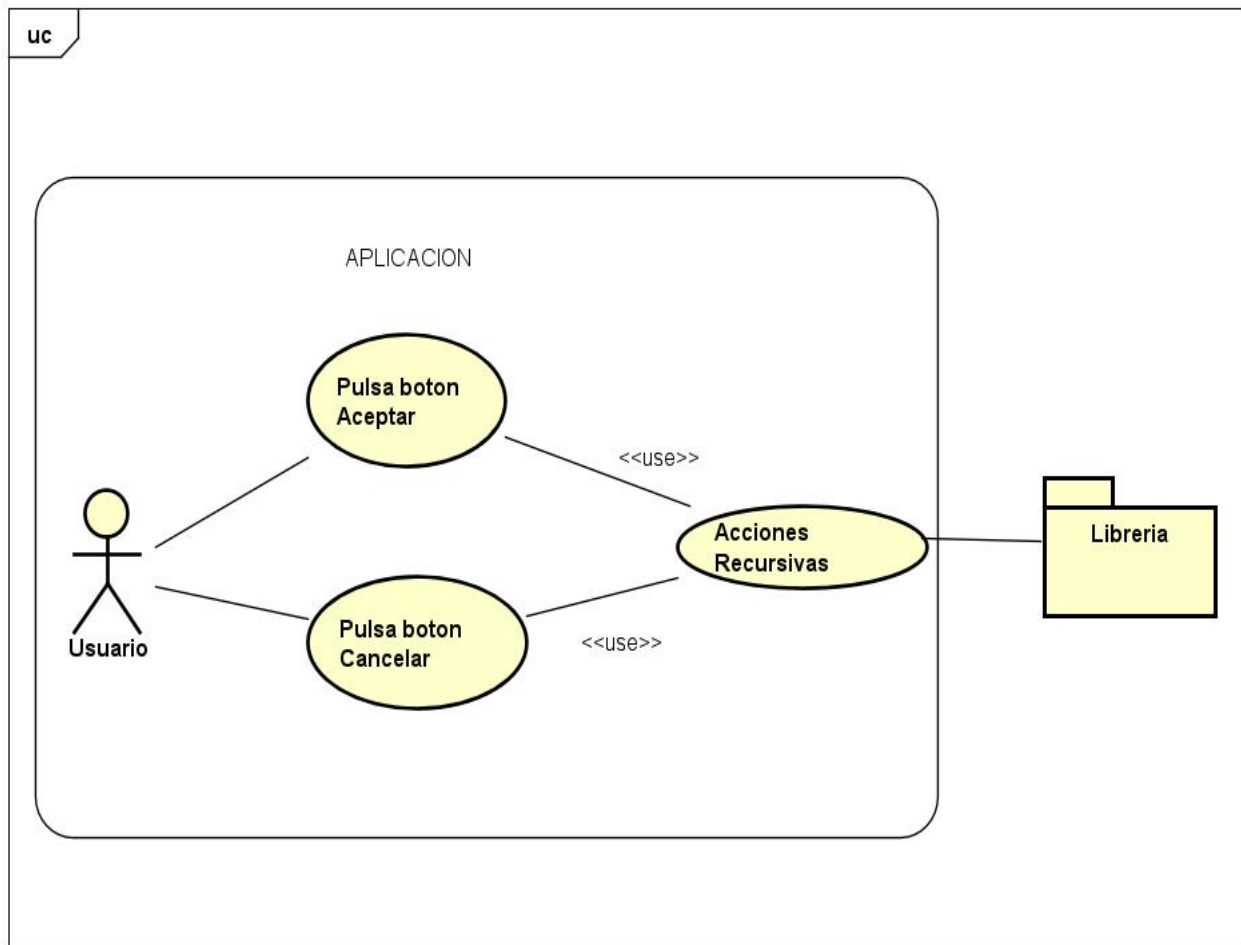 uc
APLICACION
Pulsa boton
Aceptar
<<use>>
Acciones
Recursivas
Libreria
Usuario
Pulsa boton
Cancelar
<<use>>